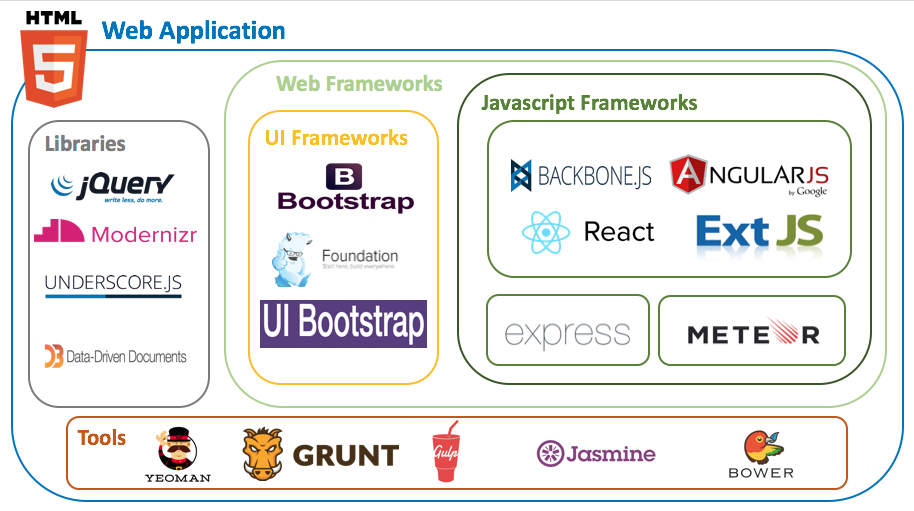 HTML
5
Web Application
Web Frameworks
Javascript Frameworks
Libraries
UI Frameworks
jQuery
write less, do more.
Modernizr
UNDERSCORE.JS
D3 Data-Driven Documents
B
Bootstrap
Foundation
Start here, build everywhere.
UI Bootstrap
BACKBONE.JS
ANGULARJS
by Google
React
Ext JS
express
METEOR
Tools
YEOMAN
GRUNT
Gulp
Jasmine
BOWER